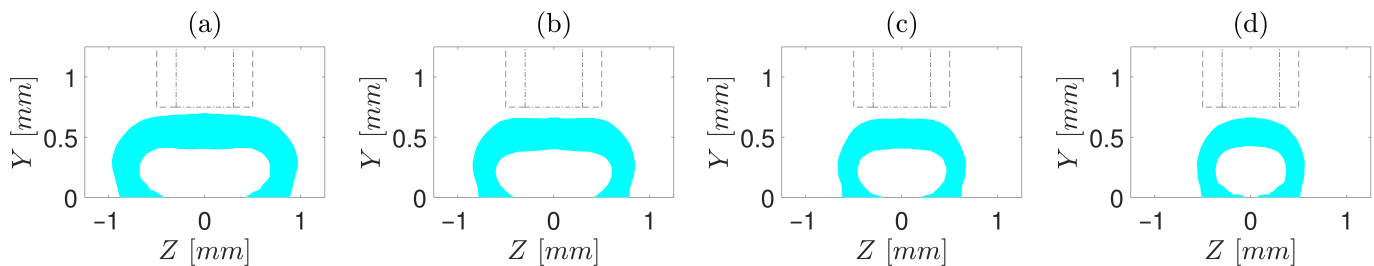 (a) (b) (c) (d)
Y [mm] 1 0.5 0 Y [mm] 1 0.5 0 Y [mm] 1 0.5 0 Y [mm] 1 0.5 0
−1 0 1 −1 0 1 −1 0 1 −1 0 1
Z [mm] Z [mm] Z [mm] Z [mm]